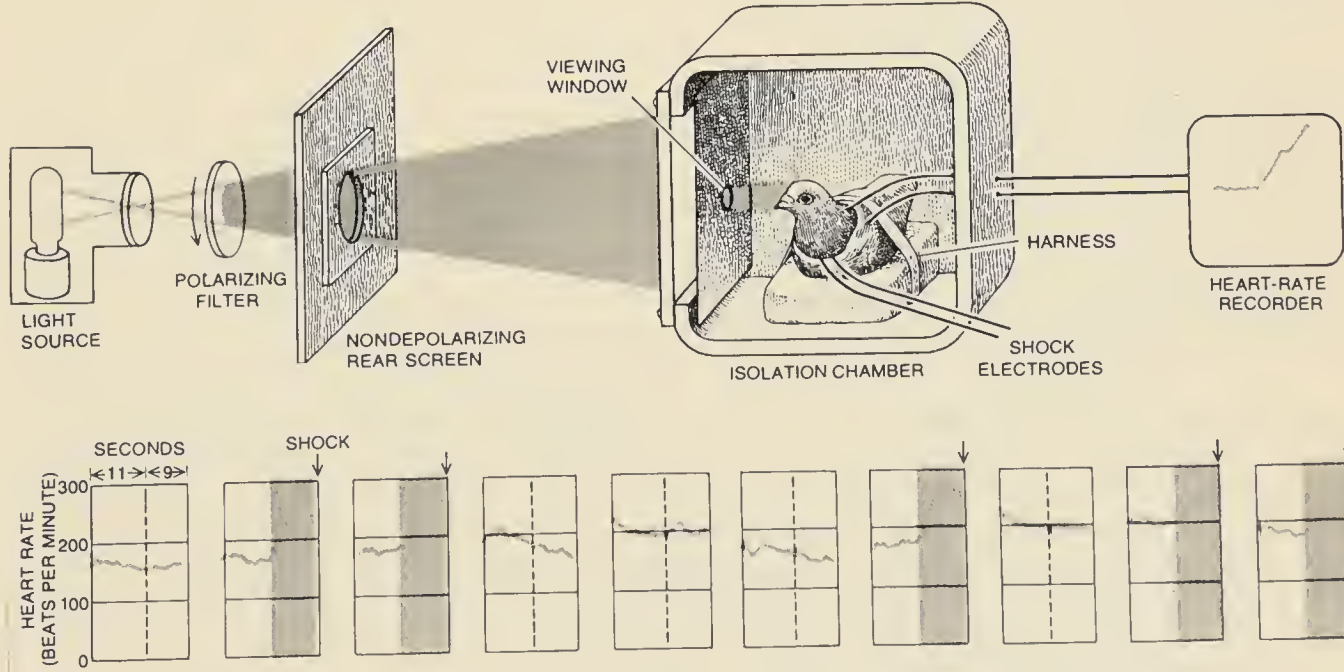 VIEWING
WINDOW
POLARIZING
FILTER
LIGHT
SOURCE
NONDEPOLARIZING
REAR SCREEN
HARNESS
HEART-RATE
RECORDER
SHOCK
ELECTRODES
ISOLATION CHAMBER
SECONDS
11 9
SHOCK
HEART RATE
(BEATS PER MINUTE)
300
200
100
0